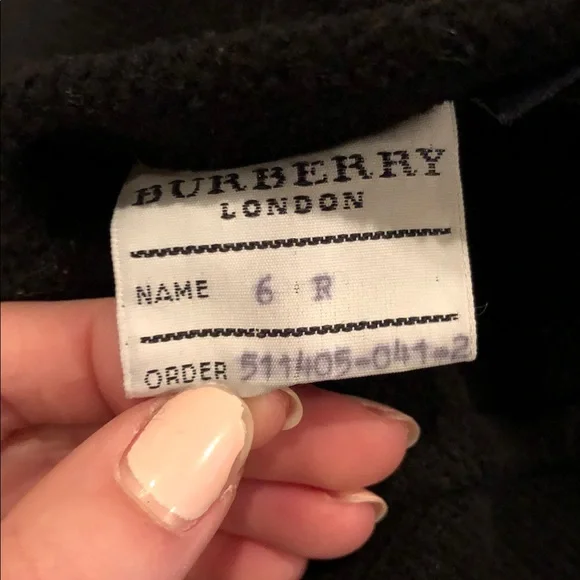 BURBERRY
LONDON
NAME 6 R
ORDER 511405-041-2